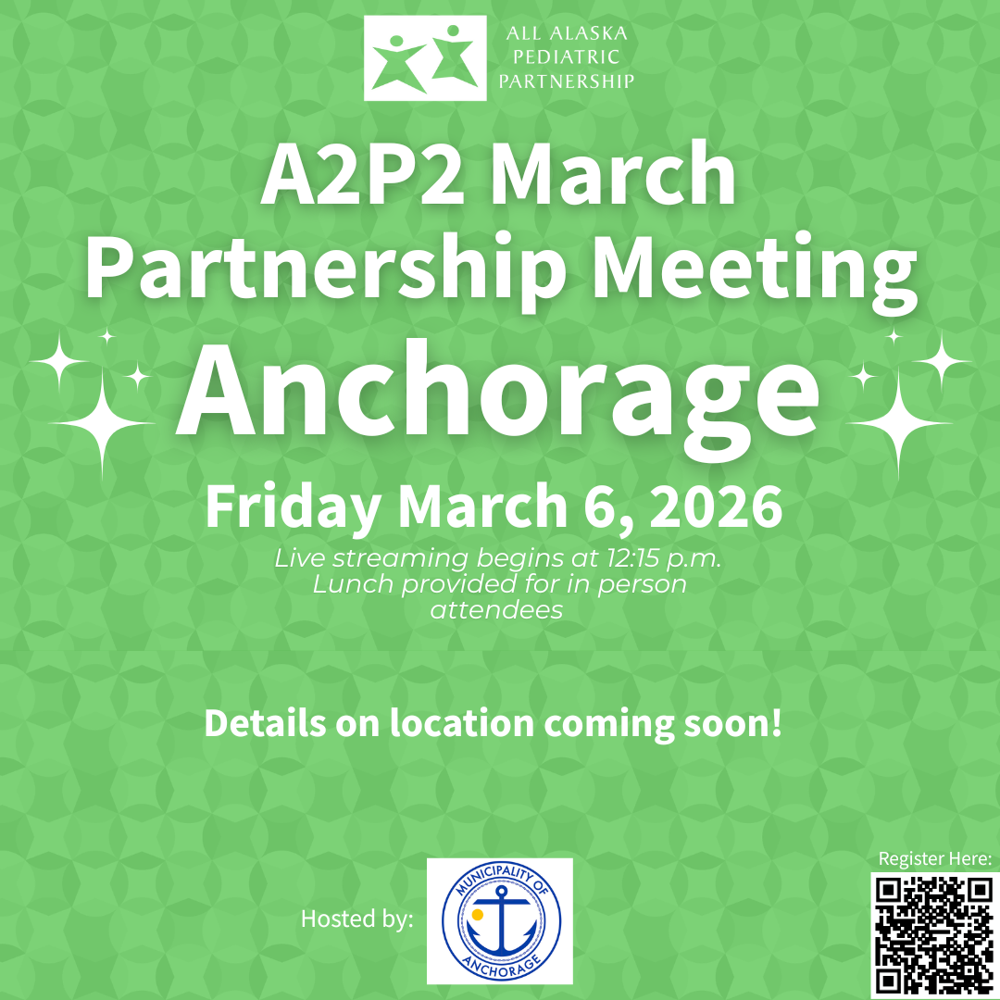 ALL ALASKA
PEDIATRIC
PARTNERSHIP
A2P2 March
Partnership Meeting
Anchorage
Friday March 6, 2026
Live streaming begins at 12:15 p.m.
Lunch provided for in person
attendees
Details on location coming soon!
Register Here:
Hosted by:
MUNICIPALITY OF
ANCHORAGE